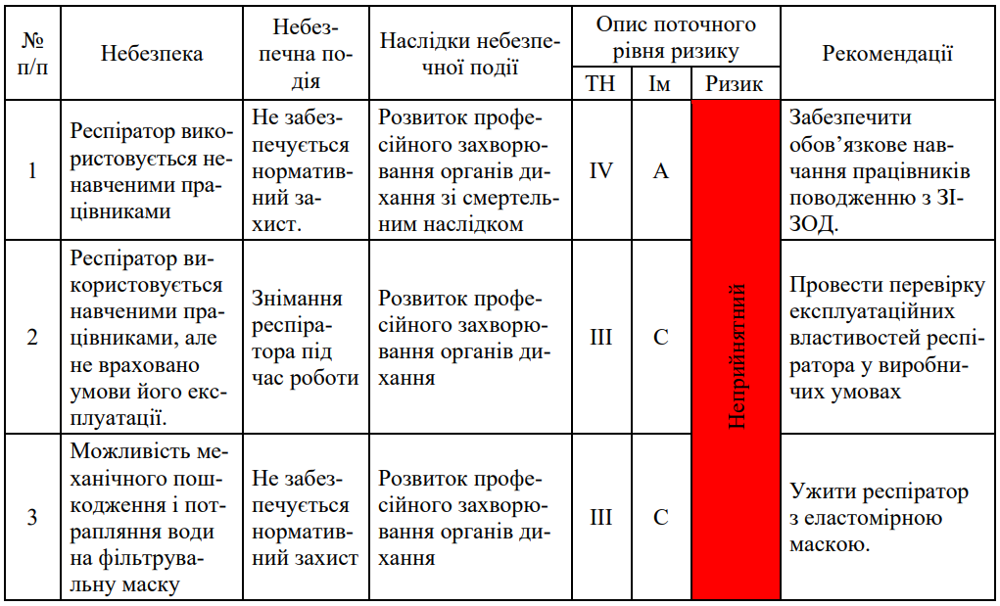 №
п/п
Небезпека
Небез-
печна по-
дія
Наслідки небезпе-
чної події
Опис поточного
рівня ризику
ТН
Ім
Ризик
Рекомендації
1
Респіратор вико-
ристовується не-
навченими пра-
цівниками
Не забез-
печується
норматив-
ний за-
хист.
Розвиток профе-
сійного захворю-
вання органів ди-
хання зі смертель-
ним наслідком
IV
А
Неприйнятний
Забезпечити
обов’язкове нав-
чання працівників
поводженню з ЗІ-
ЗОД.
2
Респіратор ви-
користовується
навченими пра-
цівниками, але
не враховано
умови його екс-
плуатації.
Знімання
респіра-
тора під
час роботи
Розвиток профе-
сійного захворю-
вання органів ди-
хання
III
С
Провести перевірку
експлуатаційних
властивостей респі-
ратора у виробни-
чих умовах
3
Можливість ме-
ханічного пош-
кодження і пот-
рапляння води
на фільтрува-
льну маску
Не забез-
печується
норматив-
ний захист
Розвиток профе-
сійного захворю-
вання органів ди-
хання
III
С
Ужити респіратор
з еластомірною
маскою.